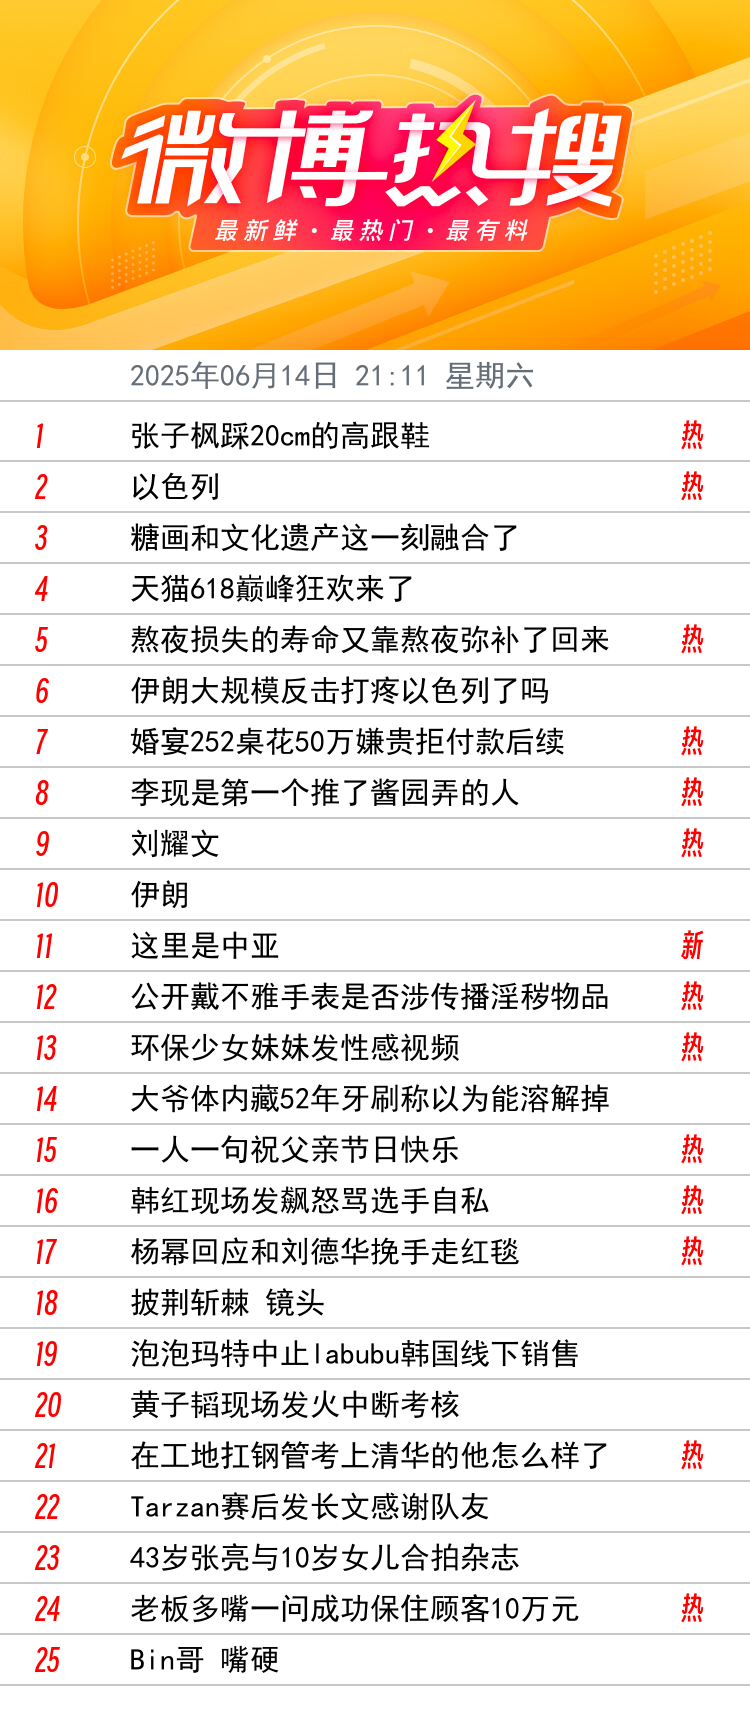 微博热搜
最新鲜·最热门·最有料
2025年06月14日 21:11 星期六
1 张子枫踩20cm的高跟鞋 热
2 以色列 热
3 糖画和文化遗产这一刻融合了
4 天猫618巅峰狂欢来了
5 熬夜损失的寿命又靠熬夜弥补了回来 热
6 伊朗大规模反击打疼以色列了吗
7 婚宴252桌花50万嫌贵拒付款后续 热
8 李现是第一个推了酱园弄的人 热
9 刘耀文 热
10 伊朗
11 这里是中亚 新
12 公开戴不雅手表是否涉传播淫秽物品 热
13 环保少女妹妹发性感视频 热
14 大爷体内藏52年牙刷称以为能溶解掉
15 一人一句祝父亲节日快乐 热
16 韩红现场发飙怒骂选手自私 热
17 杨幂回应和刘德华挽手走红毯 热
18 披荆斩棘 镜头
19 泡泡玛特中止labubu韩国线下销售
20 黄子韬现场发火中断考核
21 在工地扛钢管考上清华的他怎么样了 热
22 Tarzan赛后发长文感谢队友
23 43岁张亮与10岁女儿合拍杂志
24 老板多嘴一问成功保住顾客10万元 热
25 Bin哥 嘴硬